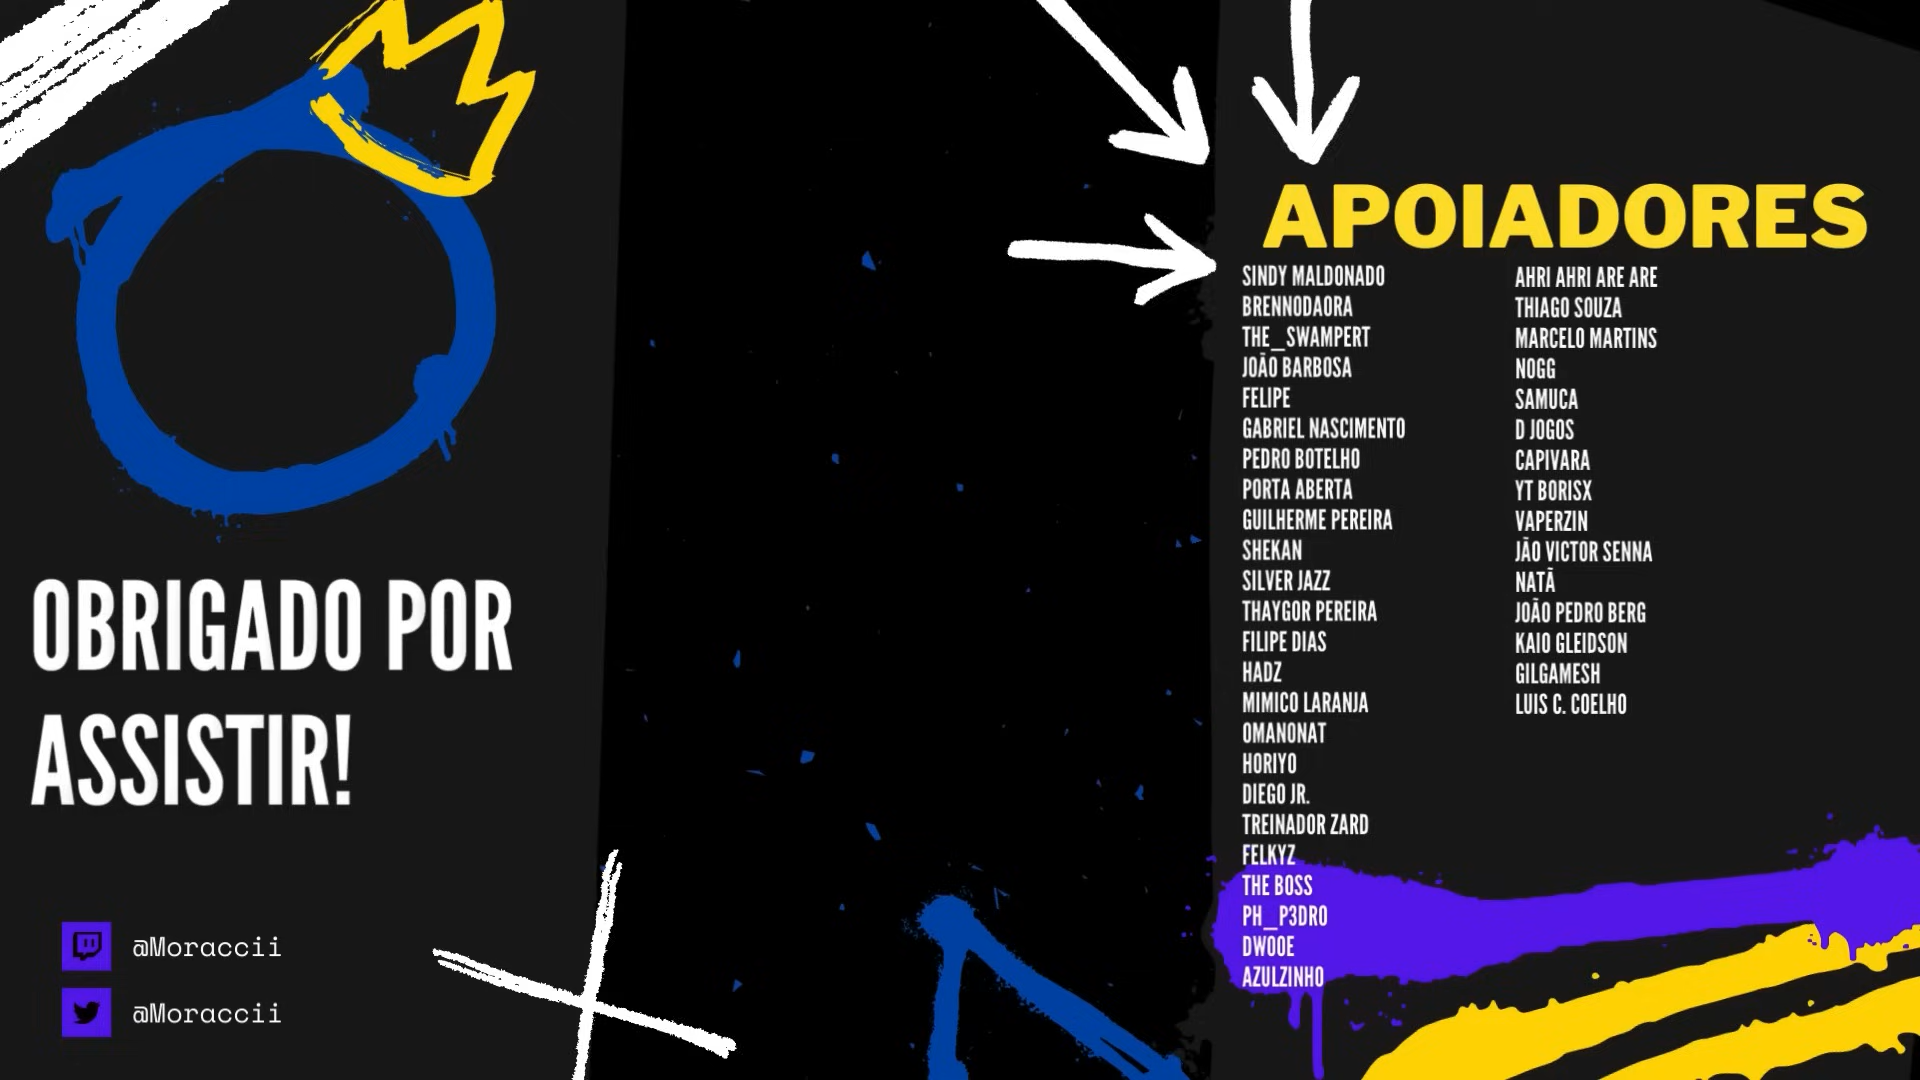 OBRIGADO POR
ASSISTIR!
@Moraccii
@Moraccii
APOIADORES
SINDY MALDONADO
BRENNODAORA
THE_SWAMPERT
JOÃO BARBOSA
FELIPE
GABRIEL NASCIMENTO
PEDRO BOTELHO
PORTA ABERTA
GUILHERME PEREIRA
SHEKAN
SILVER JAZZ
THAYGOR PEREIRA
FILIPE DIAS
HADZ
MIMICO LARANJA
OMANONAT
HORIYO
DIEGO JR.
TREINADOR ZARD
FELKYZ
THE BOSS
PH_P3DRO
DWOOE
AZULZINHO
AHRI AHRI ARE ARE
THIAGO SOUZA
MARCELO MARTINS
NOGG
SAMUCA
D JOGOS
CAPIVARA
YT BORISX
VAPERZIN
JÃO VICTOR SENNA
NATÃ
JOÃO PEDRO BERG
KAIO GLEIDSON
GILGAMESH
LUIS C. COELHO